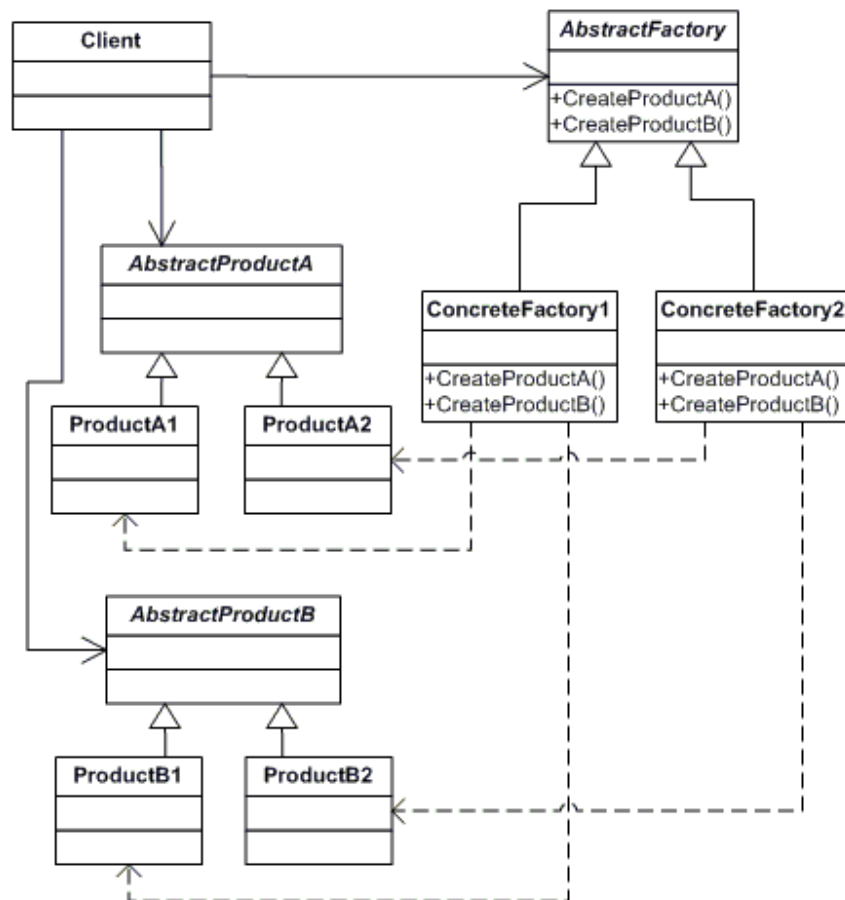 Client
AbstractFactory
+CreateProductA()
+CreateProductB()
AbstractProductA
ConcreteFactory1
ConcreteFactory2
+CreateProductA()
+CreateProductB()
+CreateProductA()
+CreateProductB()
ProductA1
ProductA2
AbstractProductB
ProductB1
ProductB2